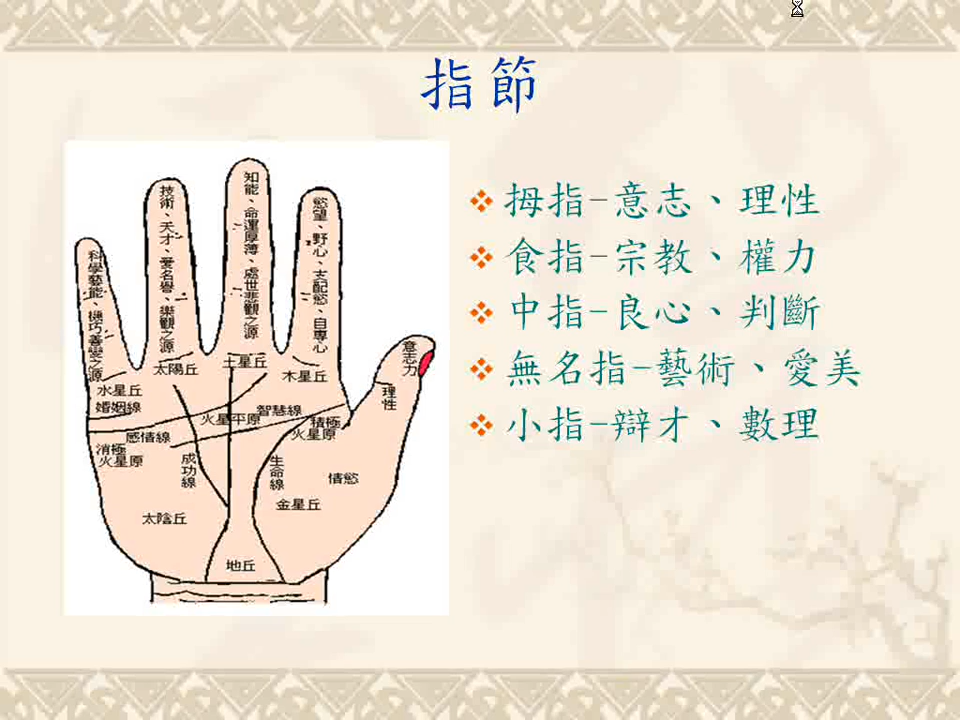 指節
拇指-意志、理性
食指-宗教、權力
中指-良心、判斷
無名指-藝術、愛美
小指-辯才、數理
科學藝能、機巧善變之源
技術、天才、愛名譽、樂觀之源
知能、命運厚薄、處世悲觀之源
慾望、野心、支配慾、自專心
意志力
理性
水星丘
太陽丘
土星丘
木星丘
婚姻線
火星平原
智慧線
積極
火星原
感情線
消極
火星原
成功線
生命線
情慾
金星丘
太陰丘
地丘